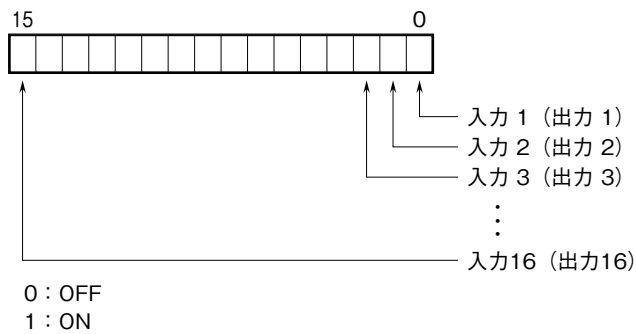 15 0
入力 1（出力 1）
入力 2（出力 2）
入力 3（出力 3）
⋮
入力16（出力16）
0：OFF
1：ON